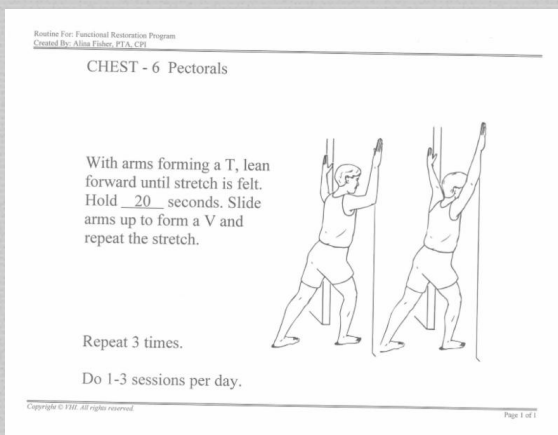 Routine For: Functional Restoration Program
Created By: Alina Fisher, PTA, CPI
CHEST - 6 Pectorals
With arms forming a T, lean
forward until stretch is felt.
Hold 20 seconds. Slide
arms up to form a V and
repeat the stretch.
Repeat 3 times.
Do 1-3 sessions per day.
Copyright © VHI. All rights reserved.
Page 1 of 1